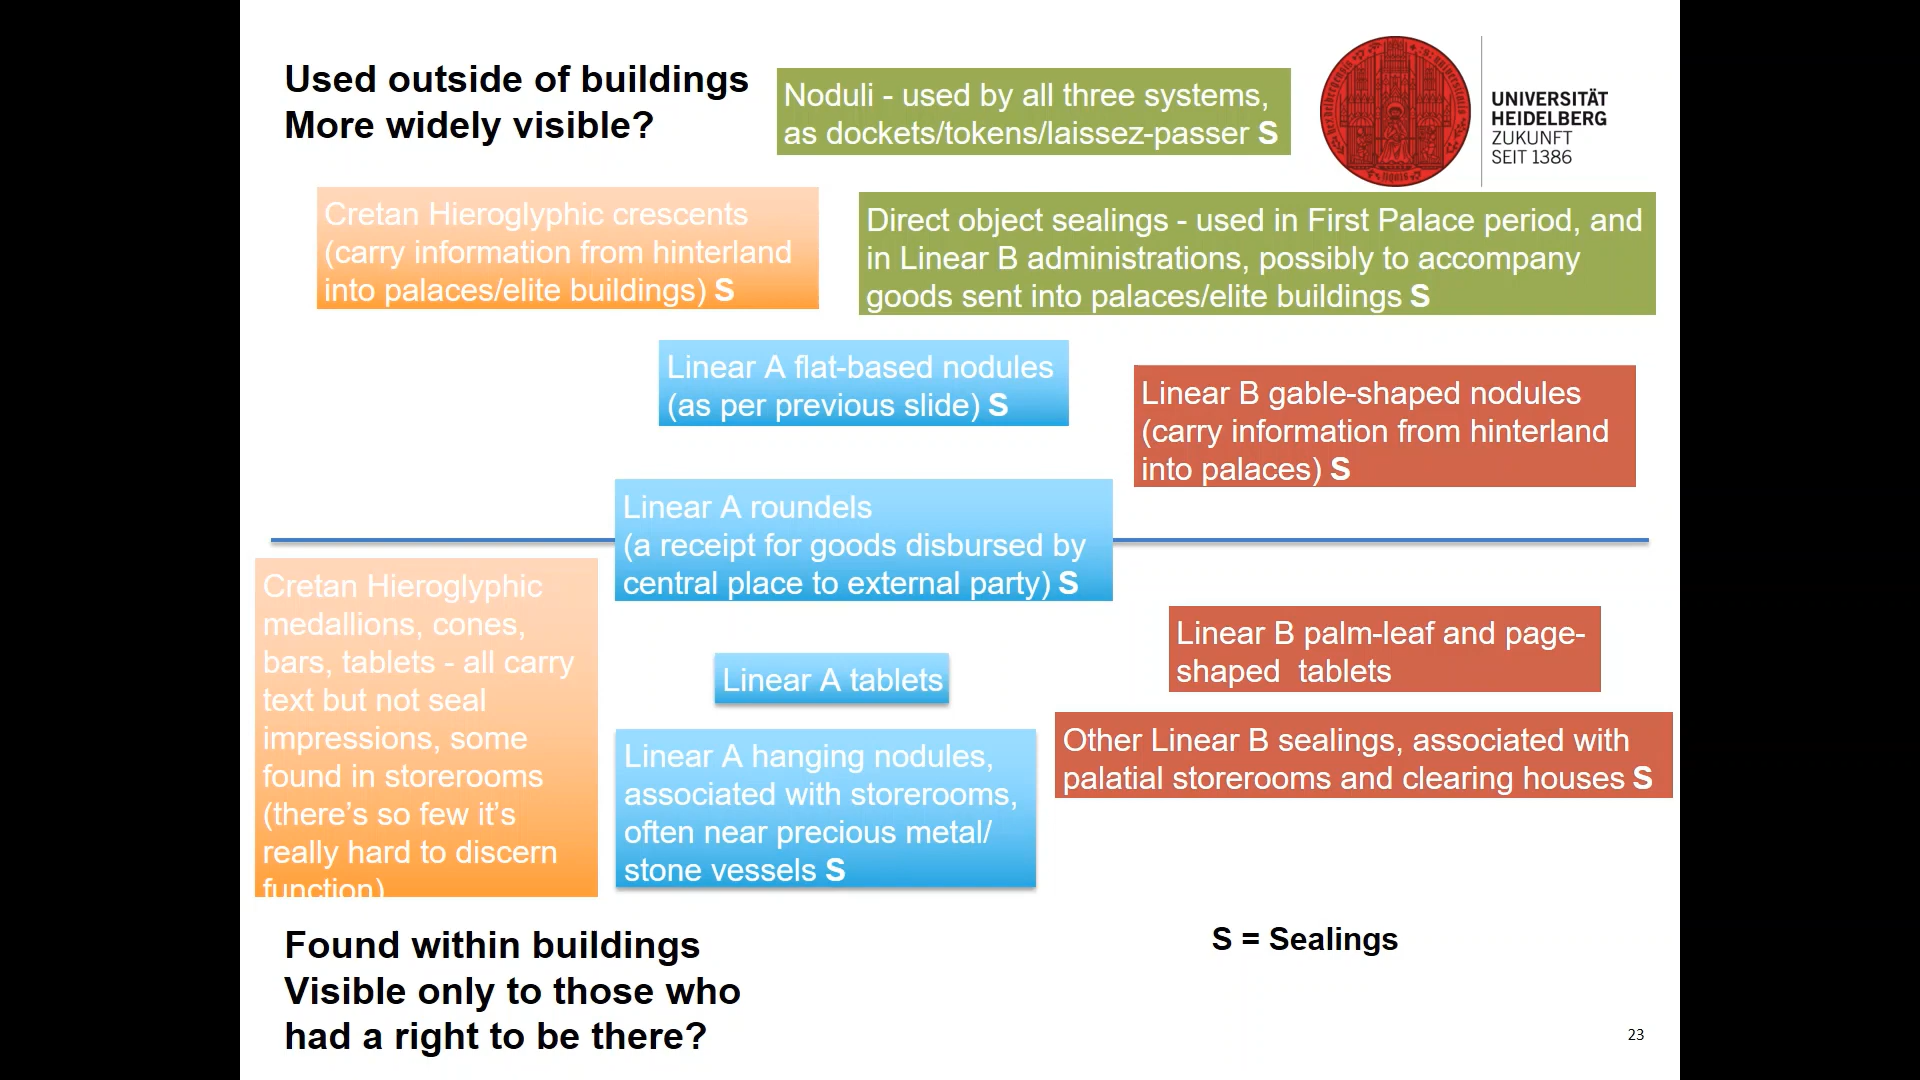 Used outside of buildings
More widely visible?
Noduli - used by all three systems,
as dockets/tokens/laissez-passer S
UNIVERSITÄT
HEIDELBERG
ZUKUNFT
SEIT 1386
Cretan Hieroglyphic crescents
(carry information from hinterland
into palaces/elite buildings) S
Direct object sealings - used in First Palace period, and
in Linear B administrations, possibly to accompany
goods sent into palaces/elite buildings S
Linear A flat-based nodules
(as per previous slide) S
Linear B gable-shaped nodules
(carry information from hinterland
into palaces) S
Linear A roundels
(a receipt for goods disbursed by
central place to external party) S
Cretan Hieroglyphic
medallions, cones,
bars, tablets - all carry
text but not seal
impressions, some
found in storerooms
(there’s so few it’s
really hard to discern
function)
Linear B palm-leaf and page-
shaped tablets
Linear A tablets
Other Linear B sealings, associated with
palatial storerooms and clearing houses S
Linear A hanging nodules,
associated with storerooms,
often near precious metal/
stone vessels S
Found within buildings
Visible only to those who
had a right to be there?
S = Sealings
23